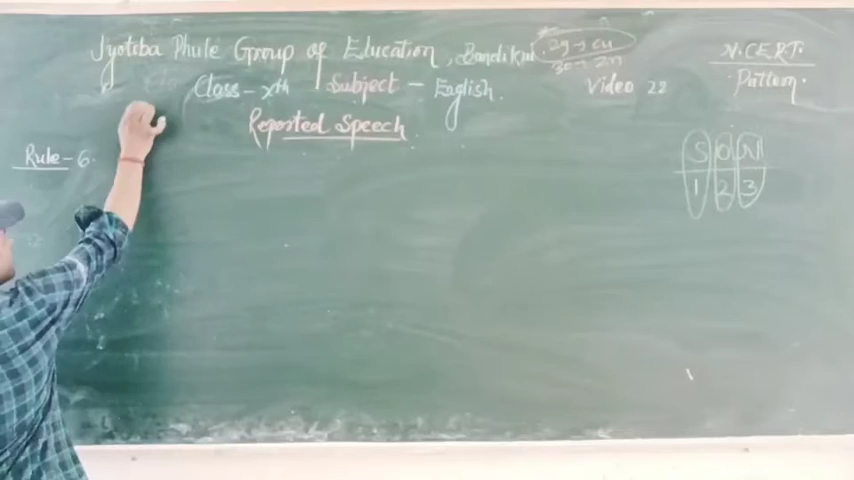 Jyotiba Phule Group of Education, Bandikui
Class - Xth Subject - English.
Video 22
N.C.E.R.T.
Pattern.
Reported Speech
Rule - 6.
S O N
1 2 3